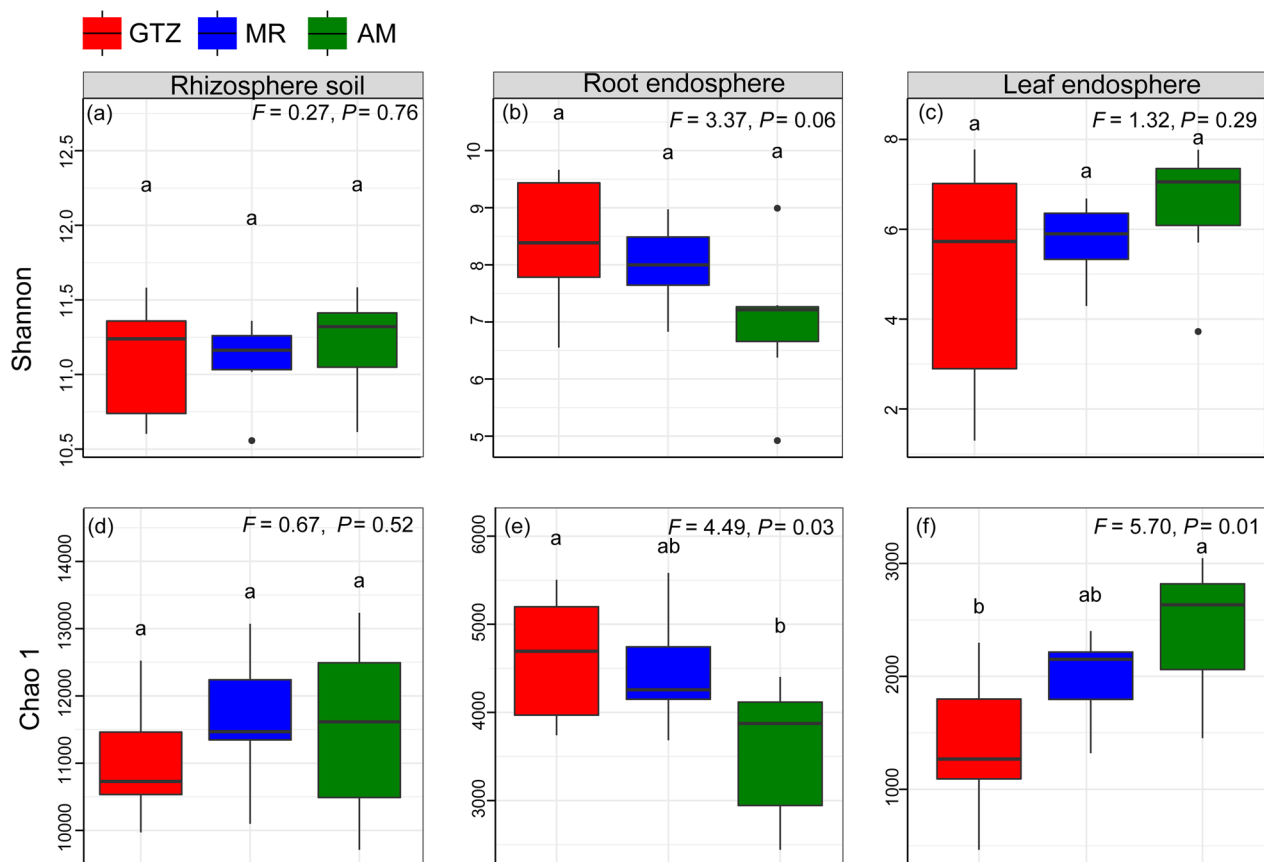 GTZ MR AM
Rhizosphere soil Root endosphere Leaf endosphere
(a) F = 0.27, P = 0.76
12.5
12.0
11.5
11.0
10.5
a a a
Shannon
(b) F = 3.37, P = 0.06
10
9
8
7
6
5
a a a
(c) F = 1.32, P = 0.29
8
6
4
2
a a a
(d) F = 0.67, P = 0.52
14000
13000
12000
11000
10000
a a a
Chao 1
(e) F = 4.49, P = 0.03
6000
5000
4000
3000
a ab b
(f) F = 5.70, P = 0.01
3000
2000
1000
b ab a